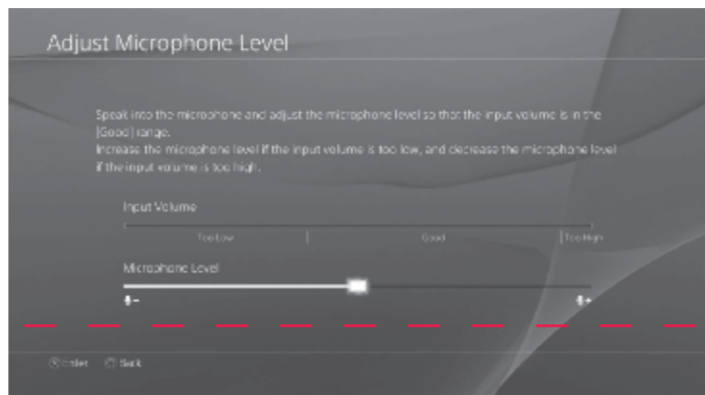 Adjust Microphone Level
Speak into the microphone and adjust the microphone level so that the input volume is in the
[Good] range.
Increase the microphone level if the input volume is too low, and decrease the microphone level
if the input volume is too high.
Input Volume
Too Low Good Too High
Microphone Level
- +
Enter Back